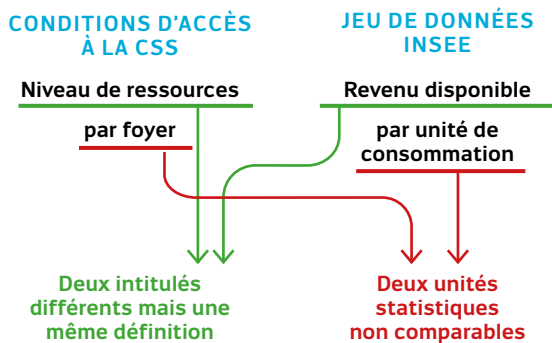 CONDITIONS D'ACCÈS
À LA CSS
Niveau de ressources
par foyer
JEU DE DONNÉES
INSEE
Revenu disponible
par unité de
consommation
Deux intitulés
différents mais une
même définition
Deux unités
statistiques
non comparables